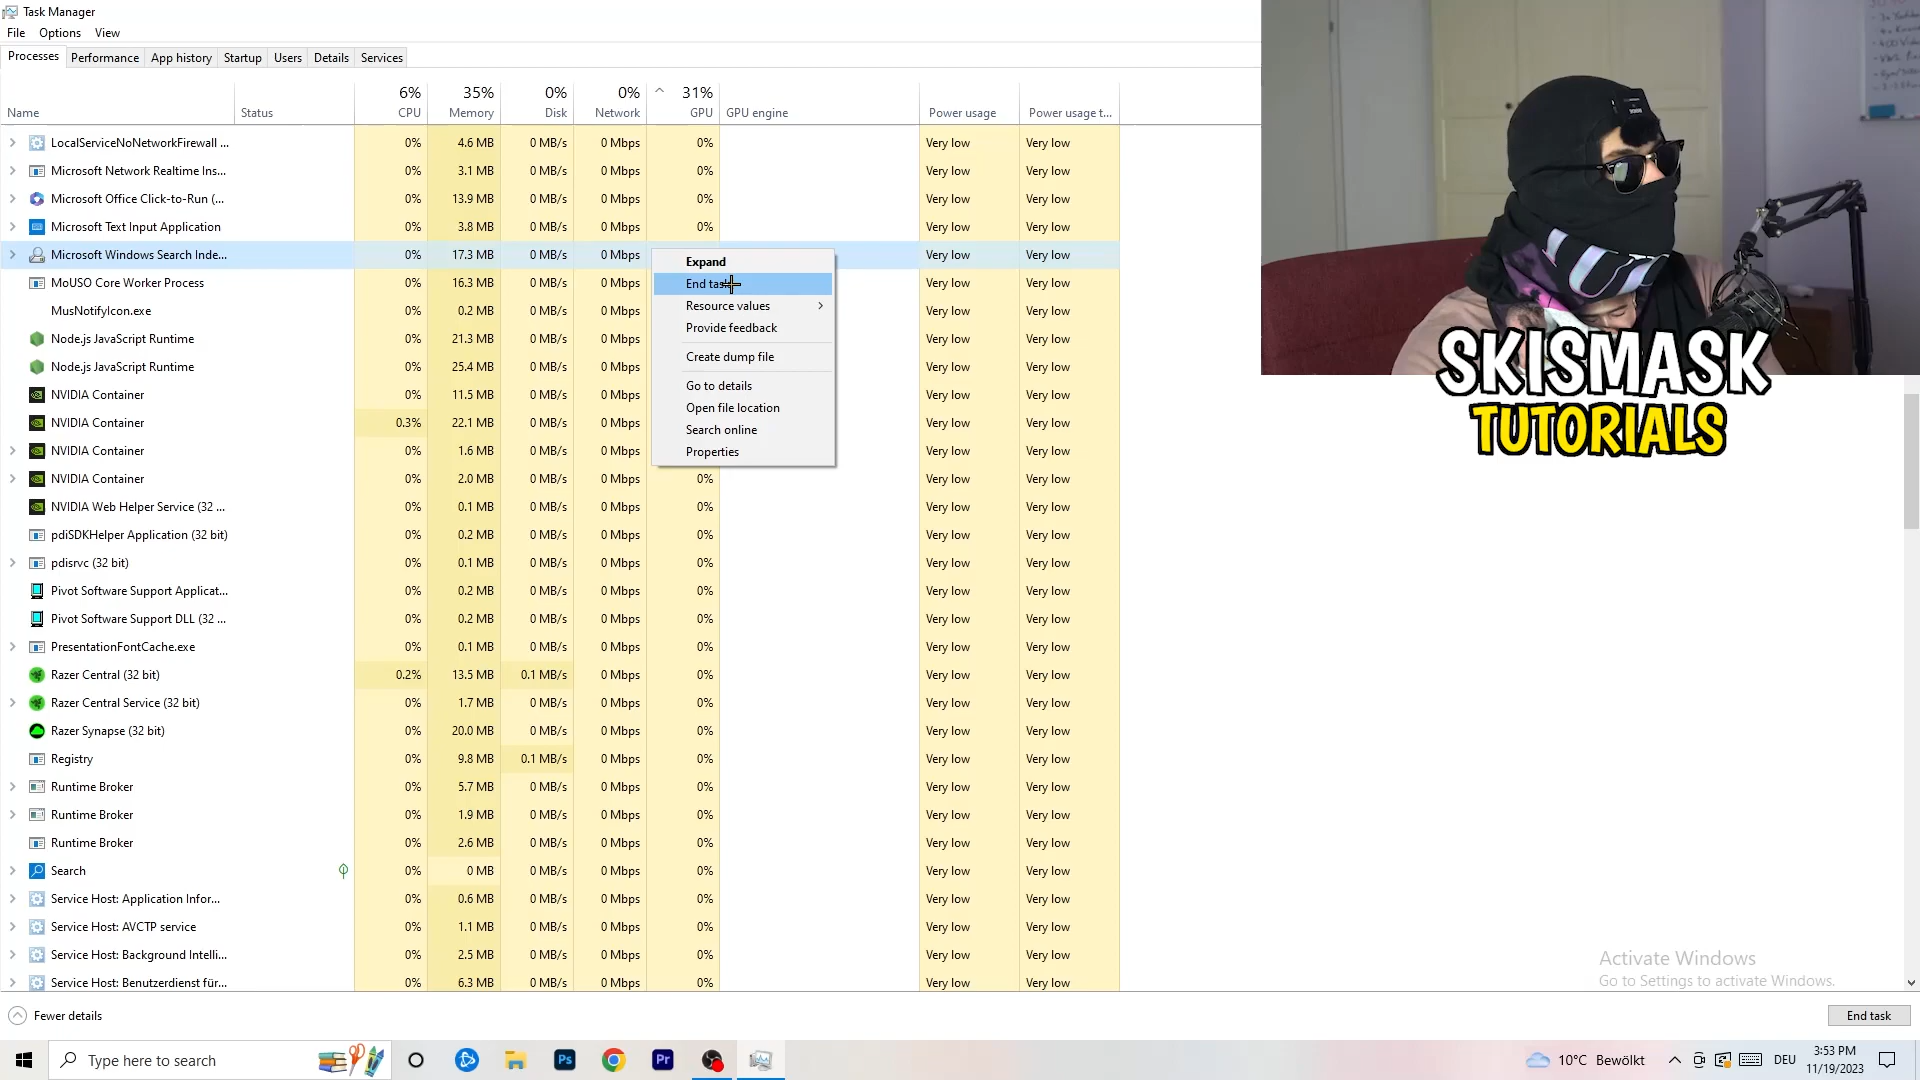 Task Manager
File Options View
Processes Performance App history Startup Users Details Services
6% 35% 0% 0% 31%
Name Status CPU Memory Disk Network GPU GPU engine Power usage Power usage t...
LocalServiceNoNetworkFirewall ... 0% 4.6 MB 0 MB/s 0 Mbps 0% Very low Very low
Microsoft Network Realtime Ins... 0% 3.1 MB 0 MB/s 0 Mbps 0% Very low Very low
Microsoft Office Click-to-Run (... 0% 13.9 MB 0 MB/s 0 Mbps 0% Very low Very low
Microsoft Text Input Application 0% 3.8 MB 0 MB/s 0 Mbps 0% Very low Very low
Microsoft Windows Search Inde... 0% 17.3 MB 0 MB/s 0 Mbps Very low Very low
MoUSO Core Worker Process 0% 16.3 MB 0 MB/s 0 Mbps Very low Very low
MusNotifyIcon.exe 0% 0.2 MB 0 MB/s 0 Mbps Very low Very low
Node.js JavaScript Runtime 0% 21.3 MB 0 MB/s 0 Mbps Very low Very low
Node.js JavaScript Runtime 0% 25.4 MB 0 MB/s 0 Mbps Very low Very low
NVIDIA Container 0% 11.5 MB 0 MB/s 0 Mbps Very low Very low
NVIDIA Container 0.3% 22.1 MB 0 MB/s 0 Mbps Very low Very low
NVIDIA Container 0% 1.6 MB 0 MB/s 0 Mbps Very low Very low
NVIDIA Container 0% 2.0 MB 0 MB/s 0 Mbps 0% Very low Very low
NVIDIA Web Helper Service (32 ... 0% 0.1 MB 0 MB/s 0 Mbps 0% Very low Very low
pdiSDKHelper Application (32 bit) 0% 0.2 MB 0 MB/s 0 Mbps 0% Very low Very low
pdisrvc (32 bit) 0% 0.1 MB 0 MB/s 0 Mbps 0% Very low Very low
Pivot Software Support Applicat... 0% 0.2 MB 0 MB/s 0 Mbps 0% Very low Very low
Pivot Software Support DLL (32 ... 0% 0.2 MB 0 MB/s 0 Mbps 0% Very low Very low
PresentationFontCache.exe 0% 0.1 MB 0 MB/s 0 Mbps 0% Very low Very low
Razer Central (32 bit) 0.2% 13.5 MB 0.1 MB/s 0 Mbps 0% Very low Very low
Razer Central Service (32 bit) 0% 1.7 MB 0 MB/s 0 Mbps 0% Very low Very low
Razer Synapse (32 bit) 0% 20.0 MB 0 MB/s 0 Mbps 0% Very low Very low
Registry 0% 9.8 MB 0.1 MB/s 0 Mbps 0% Very low Very low
Runtime Broker 0% 5.7 MB 0 MB/s 0 Mbps 0% Very low Very low
Runtime Broker 0% 1.9 MB 0 MB/s 0 Mbps 0% Very low Very low
Runtime Broker 0% 2.6 MB 0 MB/s 0 Mbps 0% Very low Very low
Search 0% 0 MB 0 MB/s 0 Mbps 0% Very low Very low
Service Host: Application Infor... 0% 0.6 MB 0 MB/s 0 Mbps 0% Very low Very low
Service Host: AVCTP service 0% 1.1 MB 0 MB/s 0 Mbps 0% Very low Very low
Service Host: Background Intelli... 0% 2.5 MB 0 MB/s 0 Mbps 0% Very low Very low
Service Host: Benutzerdienst für... 0% 6.3 MB 0 MB/s 0 Mbps 0% Very low Very low
Expand
End task
Resource values
Provide feedback
Create dump file
Go to details
Open file location
Search online
Properties
SKISMASK
TUTORIALS
Activate Windows
Go to Settings to activate Windows.
Fewer details
End task
Type here to search
Ps
Pr
10°C Bewölkt
DEU
3:53 PM
11/19/2023